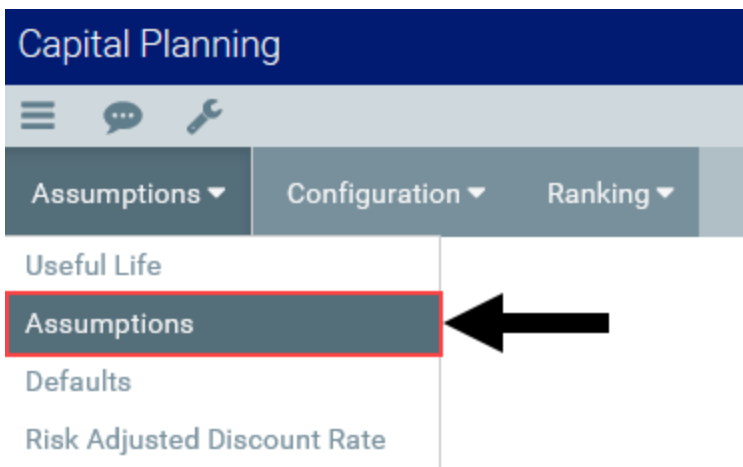 Capital Planning
Assumptions Configuration Ranking
Useful Life
Assumptions
Defaults
Risk Adjusted Discount Rate